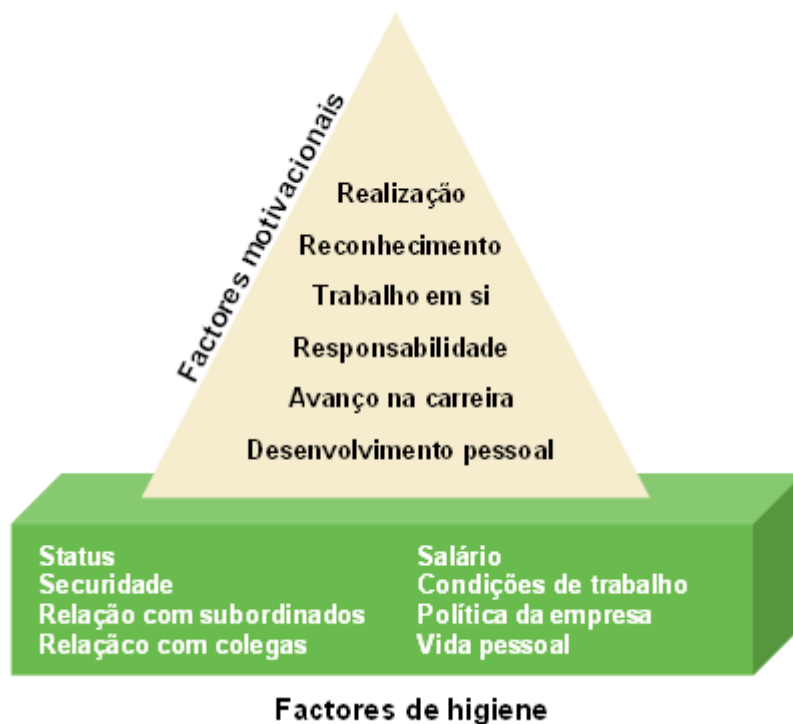 Factores motivacionais
Realização
Reconhecimento
Trabalho em si
Responsabilidade
Avanço na carreira
Desenvolvimento pessoal
Status
Securidade
Relação com subordinados
Relaçãco com colegas
Salário
Condições de trabalho
Política da empresa
Vida pessoal
Factores de higiene